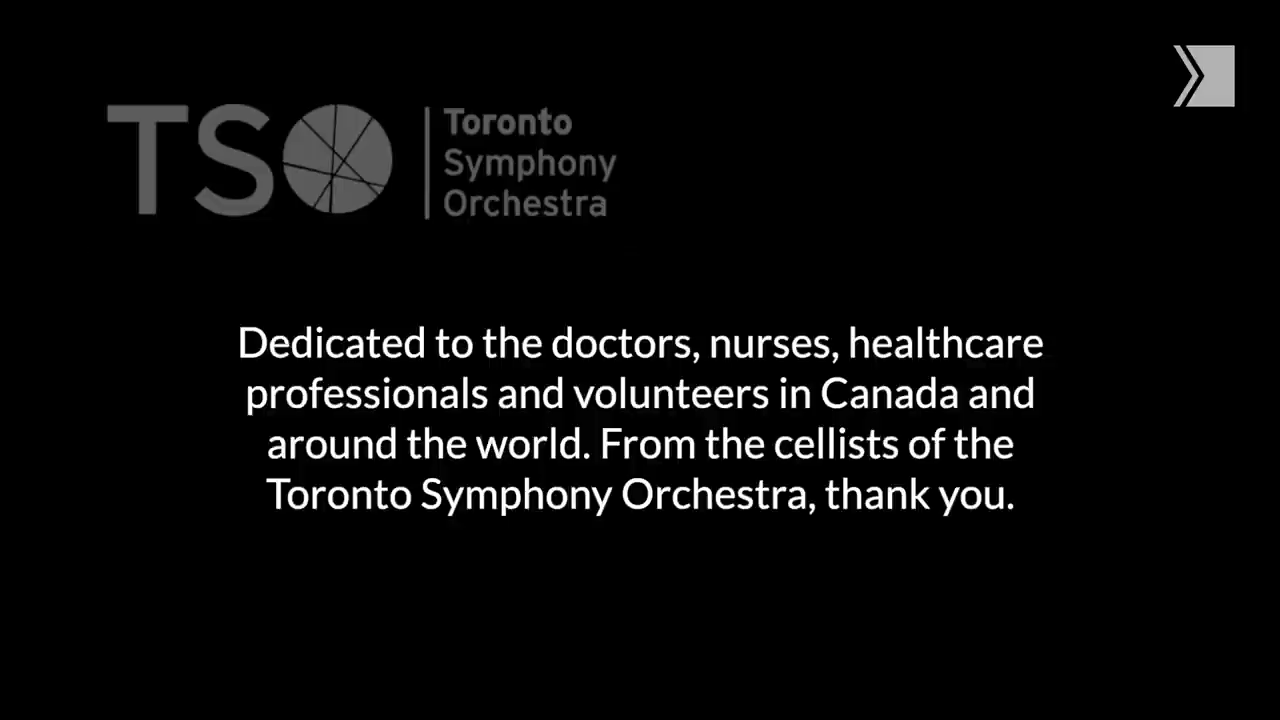 TSO
Toronto
Symphony
Orchestra
Dedicated to the doctors, nurses, healthcare
professionals and volunteers in Canada and
around the world. From the cellists of the
Toronto Symphony Orchestra, thank you.